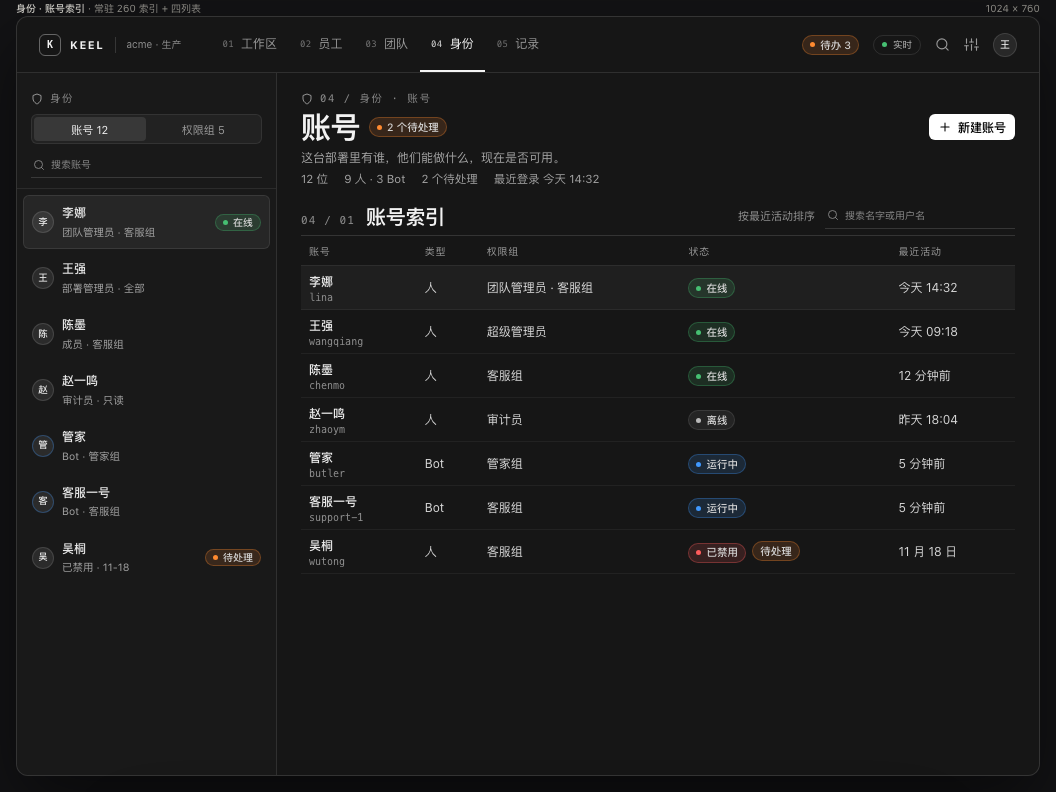 身份 · 账号索引 · 常驻 260 索引 + 四列表
1024 × 760
K KEEL acme · 生产
01 工作区 02 员工 03 团队 04 身份 05 记录
待办 3 实时 王
身份
账号 12 权限组 5
搜索账号
李 李娜
团队管理员 · 客服组
在线
王 王强
部署管理员 · 全部
陈 陈墨
成员 · 客服组
赵 赵一鸣
审计员 · 只读
管 管家
Bot · 管家组
客 客服一号
Bot · 客服组
吴 吴桐
已禁用 · 11-18
待处理
04 / 身份 · 账号
账号 2 个待处理
新建账号
这台部署里有谁，他们能做什么，现在是否可用。
12 位 9 人 · 3 Bot 2 个待处理 最近登录 今天 14:32
04 / 01 账号索引
按最近活动排序 搜索名字或用户名
账号 类型 权限组 状态 最近活动
李娜
lina
人 团队管理员 · 客服组 在线 今天 14:32
王强
wangqiang
人 超级管理员 在线 今天 09:18
陈墨
chenmo
人 客服组 在线 12 分钟前
赵一鸣
zhaoym
人 审计员 离线 昨天 18:04
管家
butler
Bot 管家组 运行中 5 分钟前
客服一号
support-1
Bot 客服组 运行中 5 分钟前
吴桐
wutong
人 客服组 已禁用 待处理 11 月 18 日